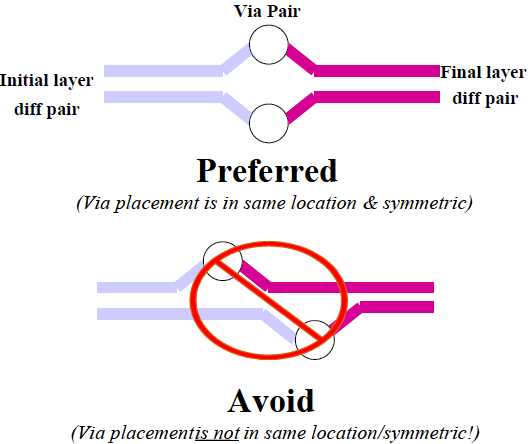 Via Pair
Initial layer
diff pair
Final layer
diff pair
Preferred
(Via placement is in same location & symmetric)
Avoid
(Via placementis not in same location/symmetric!)